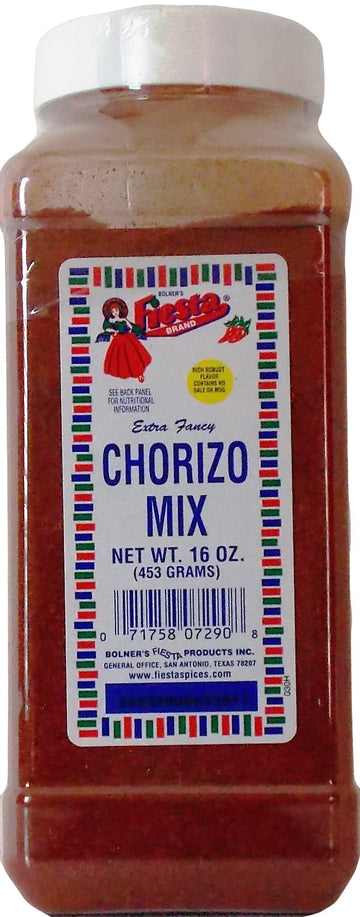 BOLNER'S
Fiesta®
BRAND
SEE BACK PANEL
FOR NUTRITIONAL
INFORMATION
RICH ROBUST
FLAVOR
CONTAINS NO
SALT OR MSG
Extra Fancy
CHORIZO
MIX
NET WT. 16 OZ.
(453 GRAMS)
0 71758 07290 8
BOLNER'S FIESTA PRODUCTS INC.
GENERAL OFFICE, SAN ANTONIO, TEXAS 78207
www.fiestaspices.com